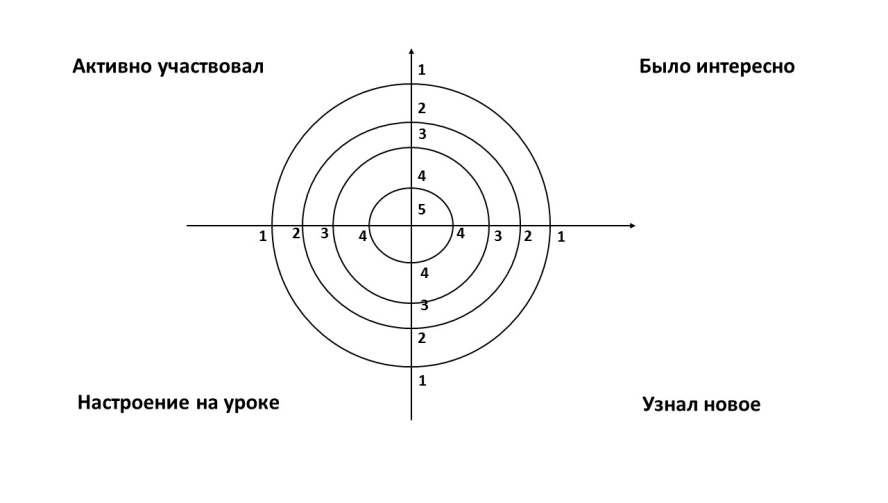 Активно участвовал
Было интересно
1
2
3
4
5
1 2 3 4 4 3 2 1
4
3
2
1
Настроение на уроке
Узнал новое